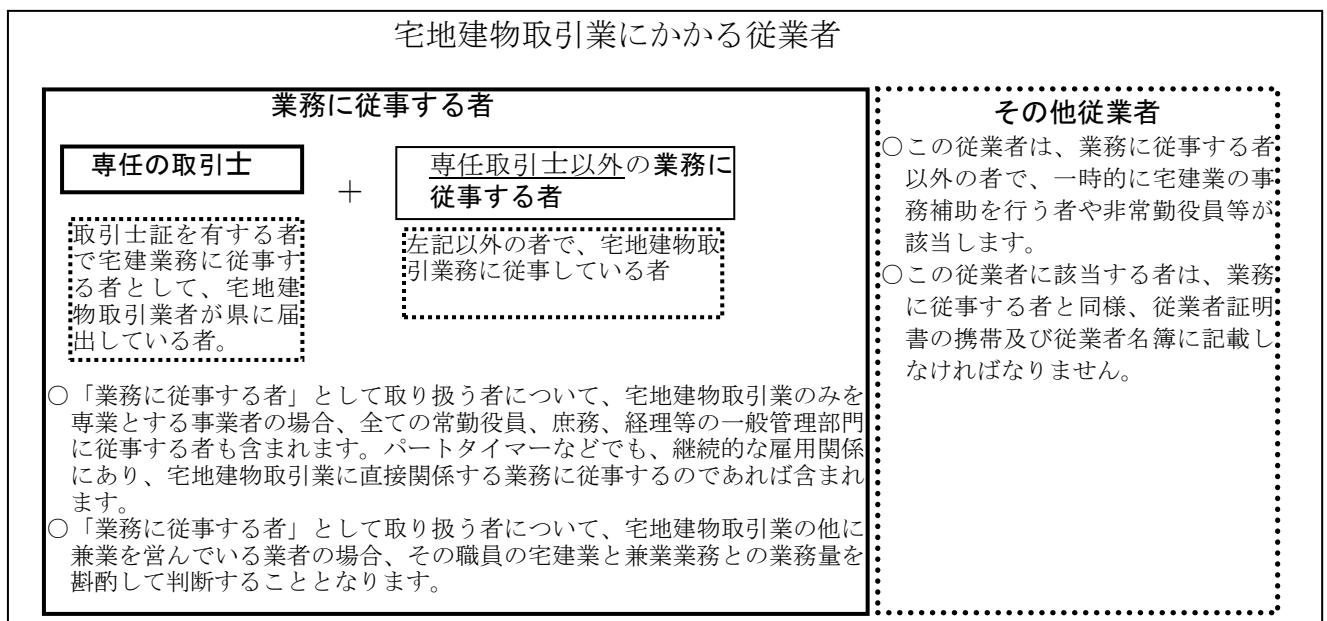 宅地建物取引業にかかる従業者
業務に従事する者
専任の取引士
＋
専任取引士以外の業務に
従事する者
取引士証を有する者
で宅建業務に従事す
る者として、宅地建
物取引業者が県に届
出している者。
左記以外の者で、宅地建物取
引業務に従事している者
○「業務に従事する者」として取り扱う者について、宅地建物取引業のみを
専業とする事業者の場合、全ての常勤役員、庶務、経理等の一般管理部門
に従事する者も含まれます。パートタイマーなどでも、継続的な雇用関係
にあり、宅地建物取引業に直接関係する業務に従事するのであれば含まれ
ます。
○「業務に従事する者」として取り扱う者について、宅地建物取引業の他に
兼業を営んでいる業者の場合、その職員の宅建業と兼業業務との業務量を
斟酌して判断することとなります。
その他従業者
○この従業者は、業務に従事する者
以外の者で、一時的に宅建業の事
務補助を行う者や非常勤役員等が
該当します。
○この従業者に該当する者は、業務
に従事する者と同様、従業者証明
書の携帯及び従業者名簿に記載し
なければなりません。